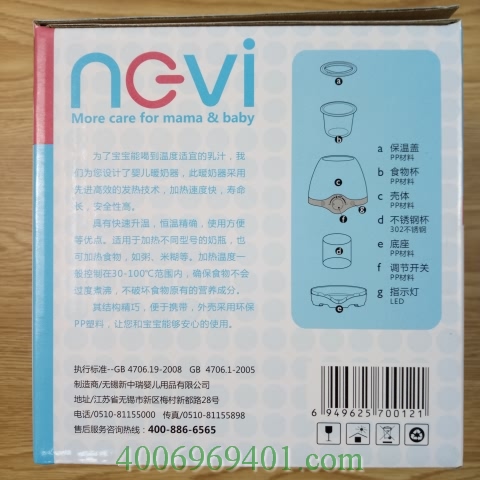 nevi
More care for mama & baby
为了宝宝能喝到温度适宜的乳汁，我
们为您设计了婴儿暖奶器，此暖奶器采用
先进高效的发热技术，加热速度快，寿命
长，安全性高。
具有快速升温，恒温精确，使用方便
等优点。适用于加热不同型号的奶瓶，也
可加热食物，如粥、米糊等。加热温度一
般控制在30-100℃范围内，确保食物不会
过度煮沸，不破坏食物原有的营养成分。
其结构精巧，便于携带，外壳采用环保
PP塑料，让您和宝宝能够安心的使用。
a
b
c
f
g
d
e
a 保温盖
PP材料
b 食物杯
PP材料
c 壳体
PP材料
d 不锈钢杯
302不锈钢
e 底座
PP材料
f 调节开关
PP材料
g 指示灯
LED
执行标准--GB 4706.19-2008 GB 4706.1-2005
制造商/无锡新中瑞婴儿用品有限公司
地址/江苏省无锡市新区梅村新都路28号
电话/0510-81155000 传真/0510-81155898
售后服务咨询热线：400-886-6565
6 949625 700121
4006969401.com